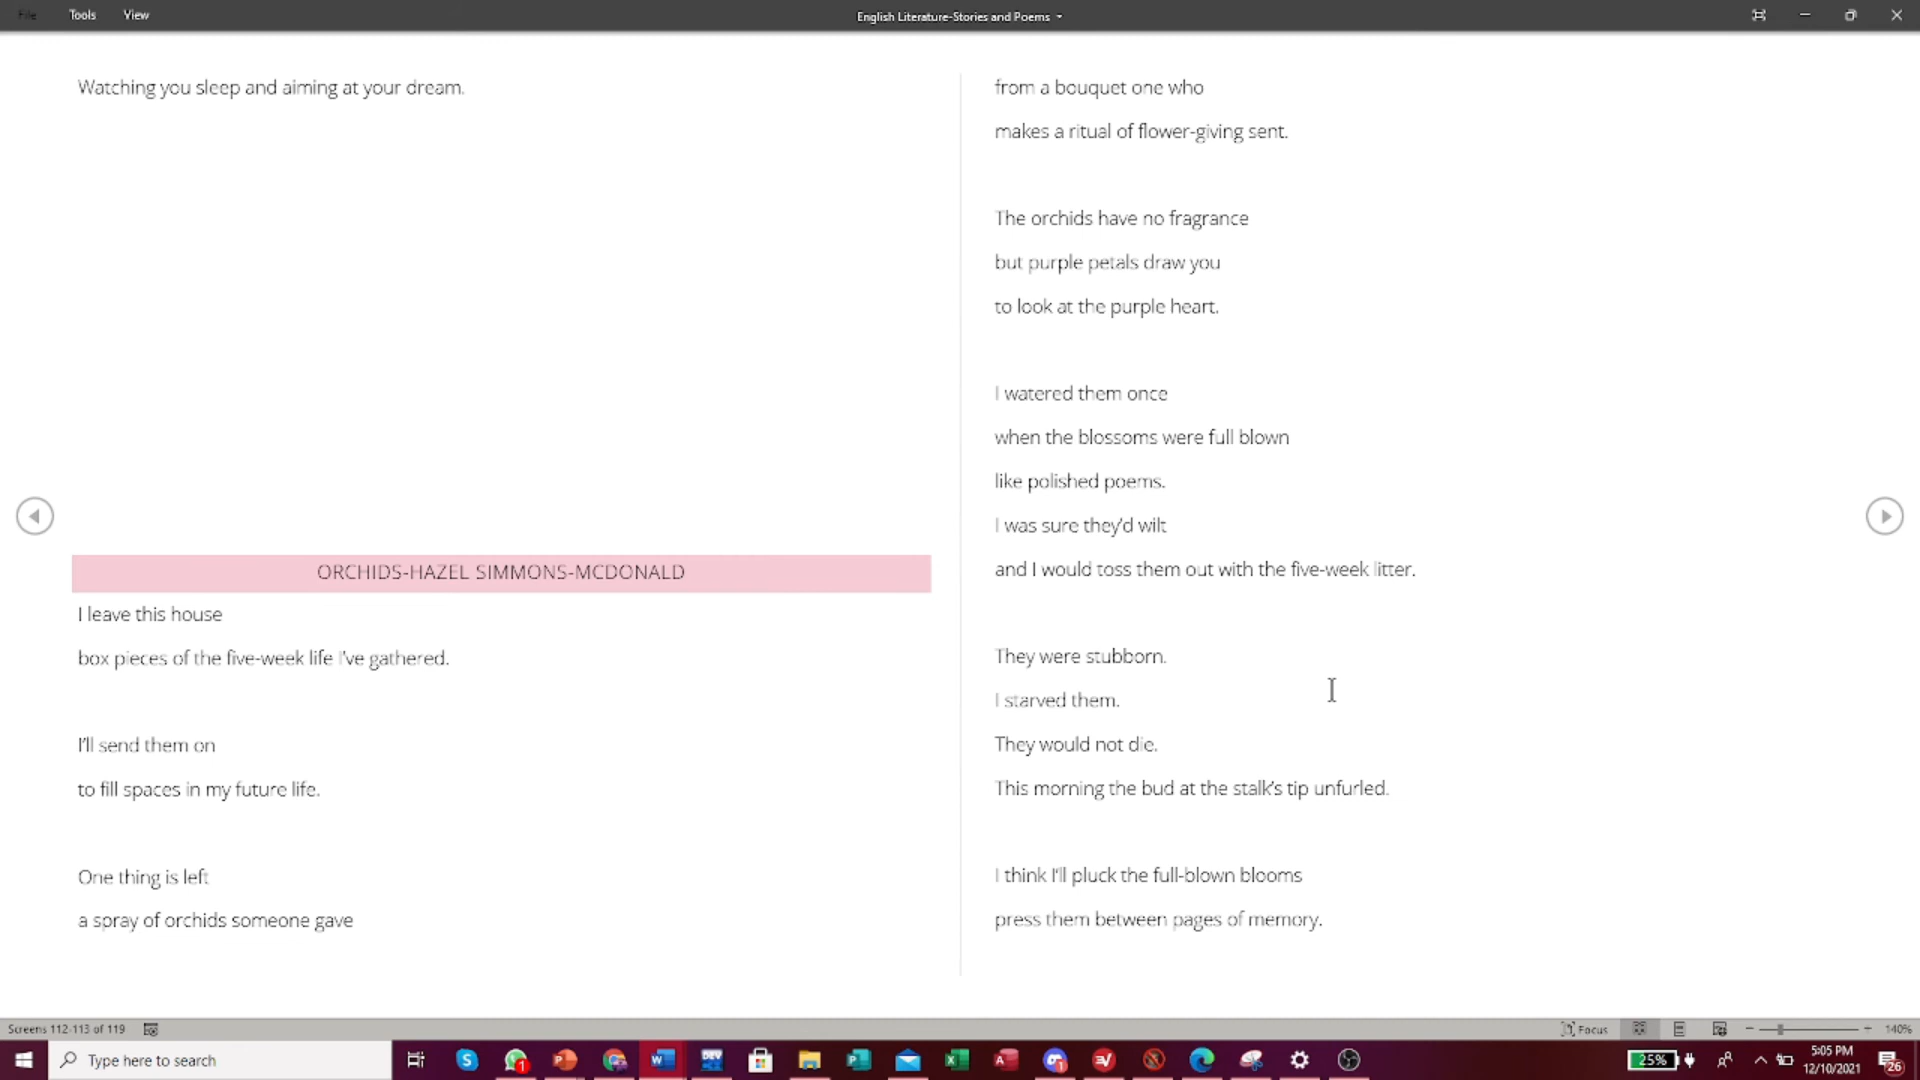 File Tools View English Literature-Stories and Poems
Watching you sleep and aiming at your dream.
ORCHIDS-HAZEL SIMMONS-MCDONALD
I leave this house
box pieces of the five-week life I've gathered.
I'll send them on
to fill spaces in my future life.
One thing is left
a spray of orchids someone gave
from a bouquet one who
makes a ritual of flower-giving sent.
The orchids have no fragrance
but purple petals draw you
to look at the purple heart.
I watered them once
when the blossoms were full blown
like polished poems.
I was sure they'd wilt
and I would toss them out with the five-week litter.
They were stubborn.
I starved them.
They would not die.
This morning the bud at the stalk's tip unfurled.
I think I'll pluck the full-blown blooms
press them between pages of memory.
Screens 112-113 of 119 Focus 140%
Type here to search 1 DEV 25% 5:05 PM
12/10/2021 26